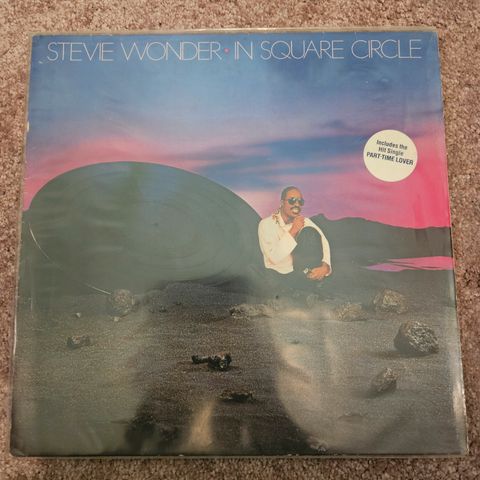 STEVIE WONDER · IN SQUARE CIRCLE
Includes the
Hit Single
PART-TIME LOVER